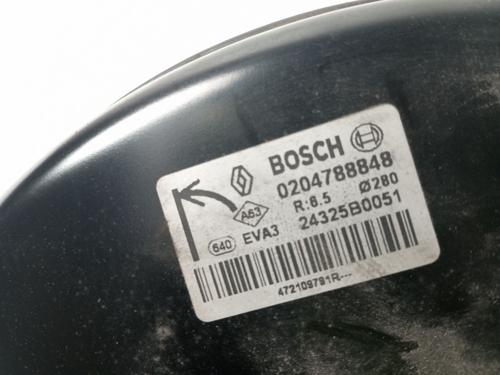 BOSCH
0204788848
R:6.5 Ø280
A63
640 EVA3 24325B0051
472109791R---